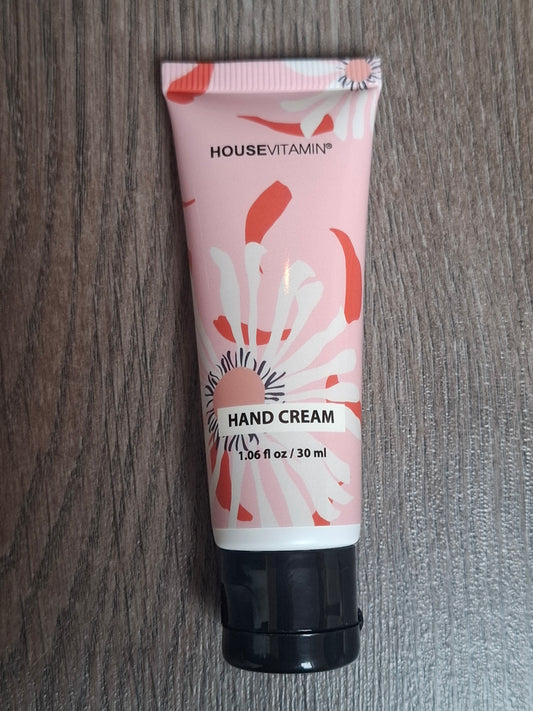 HOUSEVITAMIN®
HAND CREAM
1.06 fl oz / 30 ml